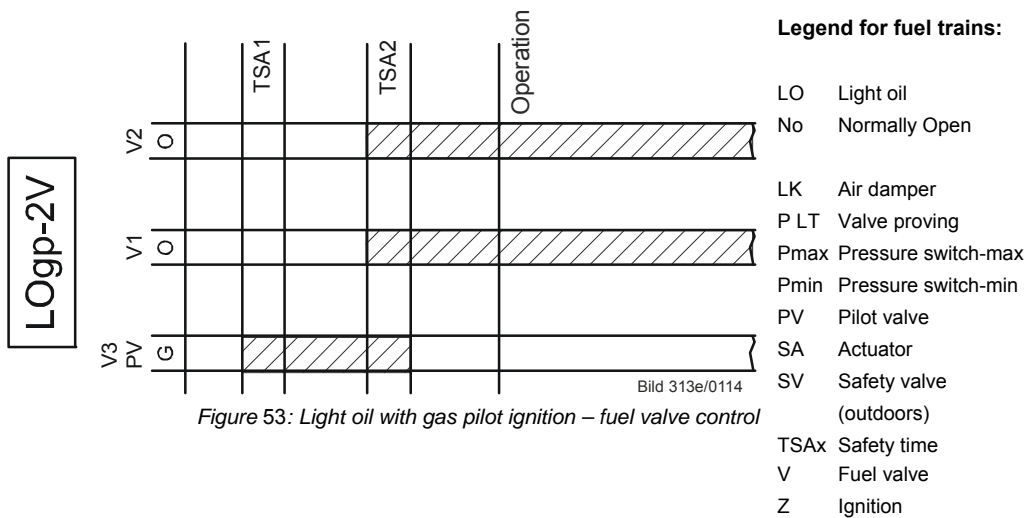 LOgp-2V
TSA1
TSA2
Operation
V2 O
V1 O
V3
PV G
Bild 313e/0114
Figure 53: Light oil with gas pilot ignition – fuel valve control
Legend for fuel trains:
LO Light oil
No Normally Open
LK Air damper
P LT Valve proving
Pmax Pressure switch-max
Pmin Pressure switch-min
PV Pilot valve
SA Actuator
SV Safety valve
(outdoors)
TSAx Safety time
V Fuel valve
Z Ignition